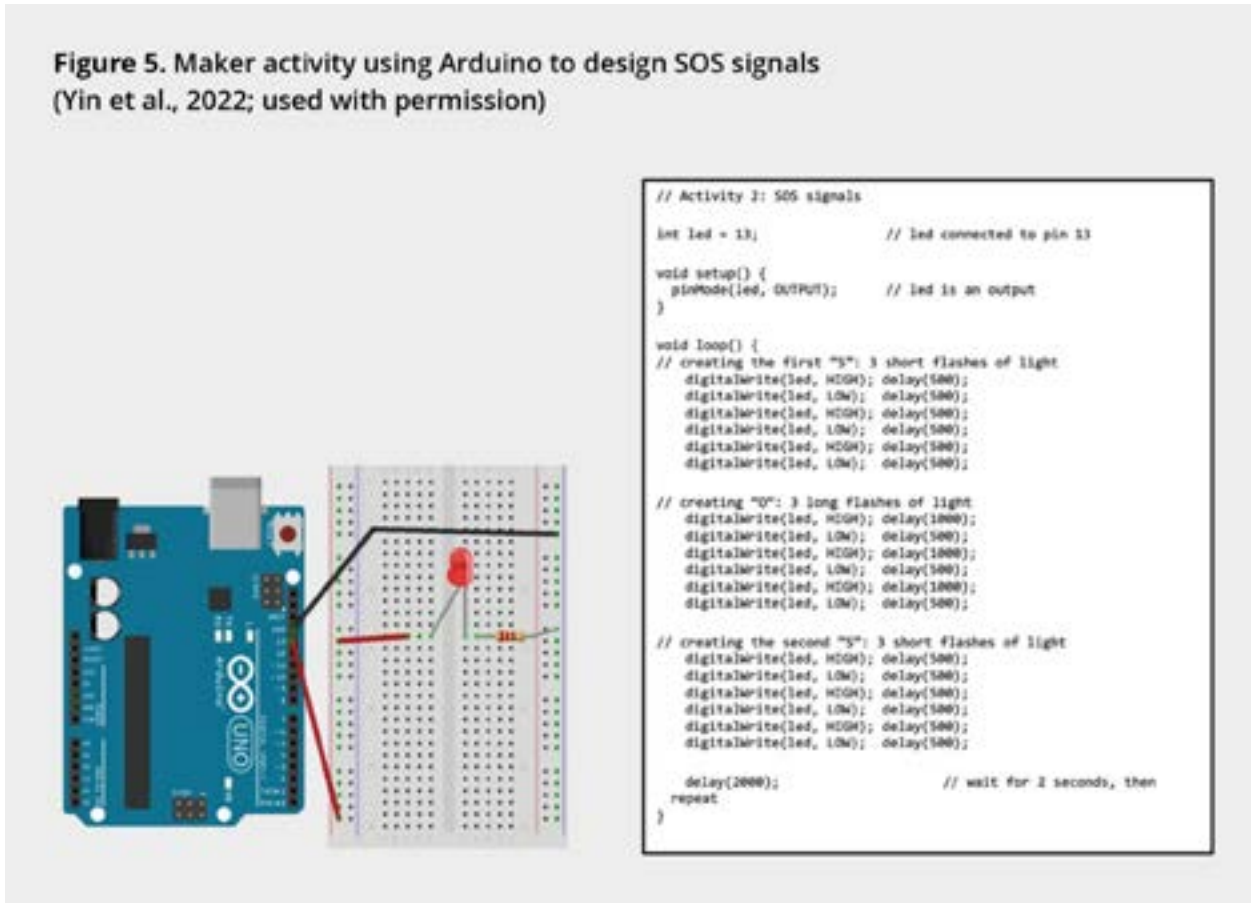 Figure 5. Maker activity using Arduino to design SOS signals
(Yin et al., 2022; used with permission)
// Activity 2: SOS signals
int led = 13; // led connected to pin 13
void setup() {
pinMode(led, OUTPUT); // led is an output
}
void loop() {
// creating the first "S": 3 short flashes of light
digitalWrite(led, HIGH); delay(500);
digitalWrite(led, LOW); delay(500);
digitalWrite(led, HIGH); delay(500);
digitalWrite(led, LOW); delay(500);
digitalWrite(led, HIGH); delay(500);
digitalWrite(led, LOW); delay(500);
// creating "O": 3 long flashes of light
digitalWrite(led, HIGH); delay(1000);
digitalWrite(led, LOW); delay(500);
digitalWrite(led, HIGH); delay(1000);
digitalWrite(led, LOW); delay(500);
digitalWrite(led, HIGH); delay(1000);
digitalWrite(led, LOW); delay(500);
// creating the second "S": 3 short flashes of light
digitalWrite(led, HIGH); delay(500);
digitalWrite(led, LOW); delay(500);
digitalWrite(led, HIGH); delay(500);
digitalWrite(led, LOW); delay(500);
digitalWrite(led, HIGH); delay(500);
digitalWrite(led, LOW); delay(500);
delay(2000); // wait for 2 seconds, then
repeat
}
Arduino
UNO